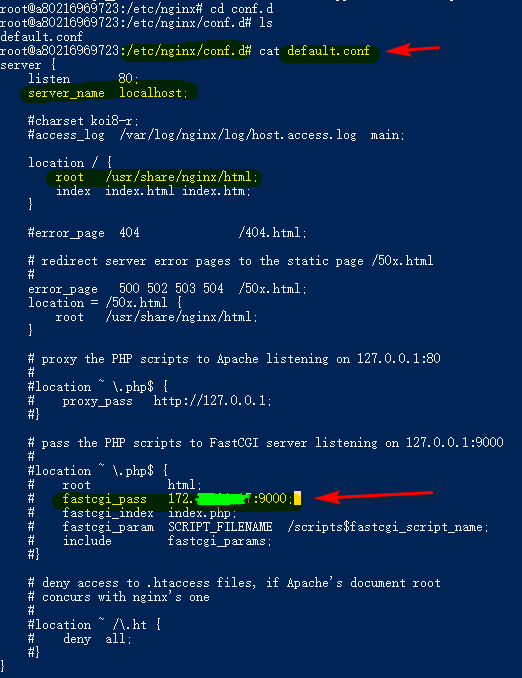 root@a80216969723:/etc/nginx# cd conf.d
root@a80216969723:/etc/nginx/conf.d# ls
default.conf
root@a80216969723:/etc/nginx/conf.d# cat default.conf
server {
    listen       80;
    server_name  localhost;

    #charset koi8-r;
    #access_log  /var/log/nginx/log/host.access.log  main;

    location / {
        root   /usr/share/nginx/html;
        index  index.html index.htm;
    }

    #error_page  404              /404.html;

    # redirect server error pages to the static page /50x.html
    #
    error_page   500 502 503 504  /50x.html;
    location = /50x.html {
        root   /usr/share/nginx/html;
    }

    # proxy the PHP scripts to Apache listening on 127.0.0.1:80
    #
    #location ~ \.php$ {
    #    proxy_pass   http://127.0.0.1;
    #}

    # pass the PHP scripts to FastCGI server listening on 127.0.0.1:9000
    #
    #location ~ \.php$ {
    #    root           html;
    #    fastcgi_pass   172. 7:9000;
    #    fastcgi_index  index.php;
    #    fastcgi_param  SCRIPT_FILENAME  /scripts$fastcgi_script_name;
    #    include        fastcgi_params;
    #}

    # deny access to .htaccess files, if Apache's document root
    # concurs with nginx's one
    #
    #location ~ /\.ht {
    #    deny  all;
    #}
}